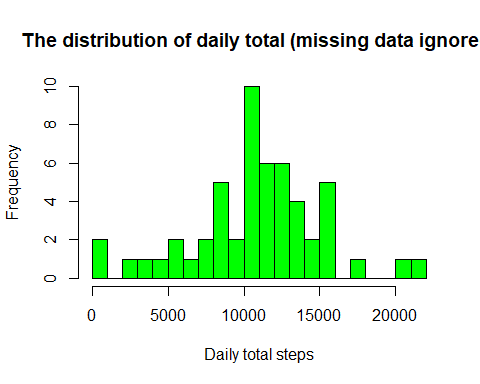 The distribution of daily total (missing data ignore
10
8
6
4
2
0
Frequency
0 5000 10000 15000 20000
Daily total steps